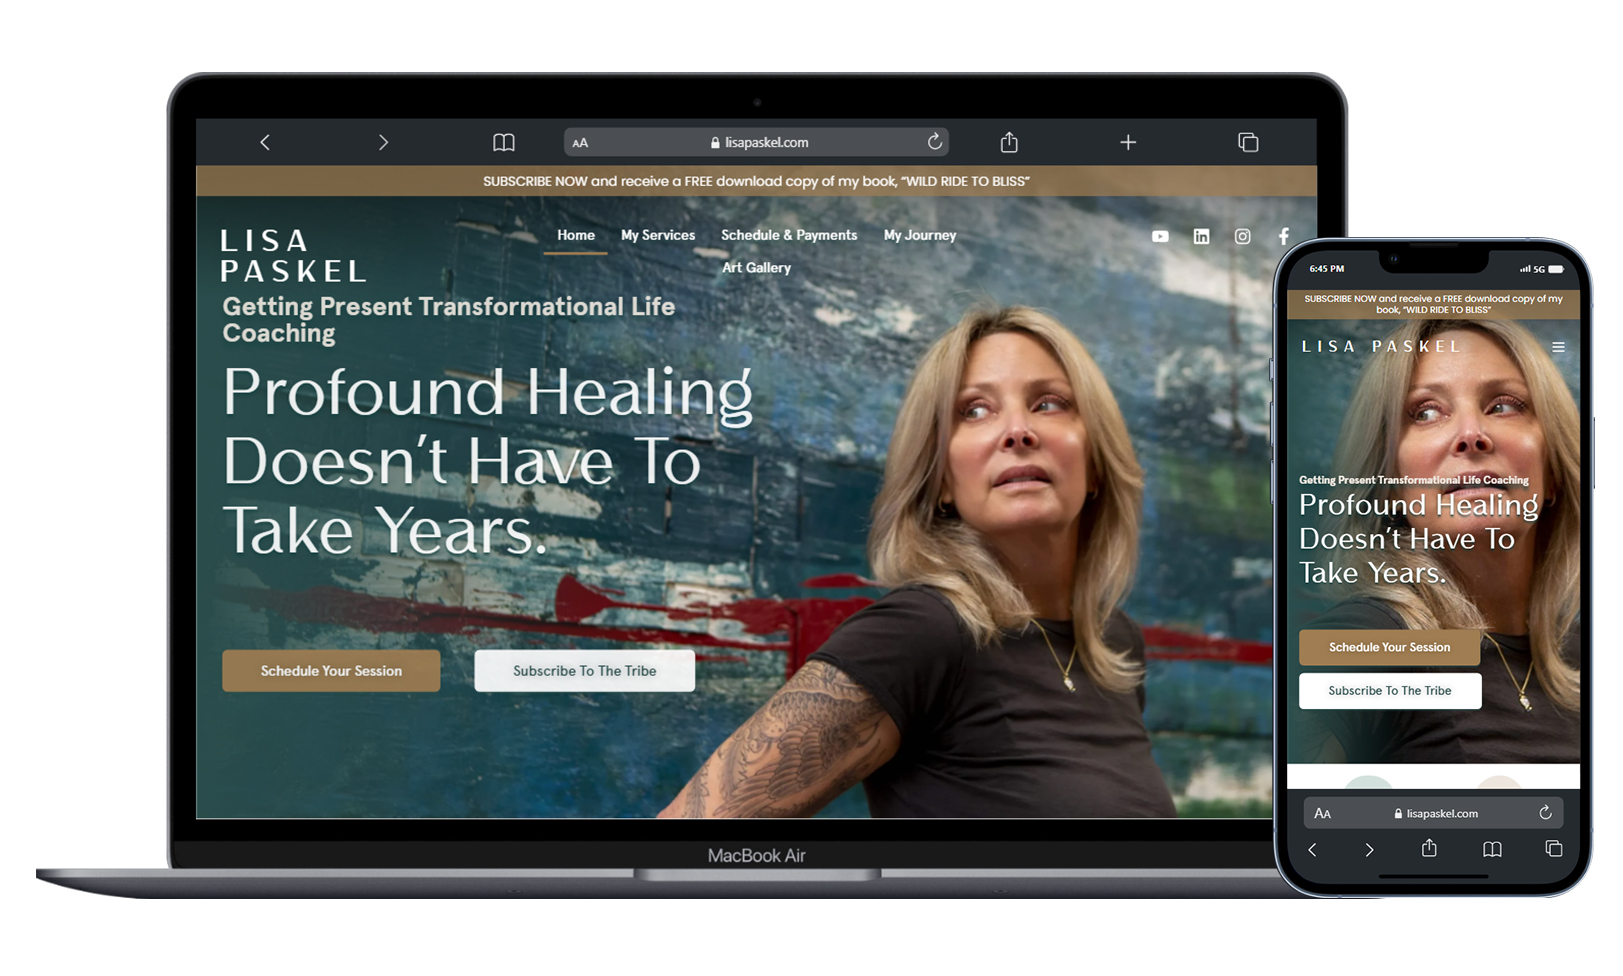 AA
lisapaskel.com
SUBSCRIBE NOW and receive a FREE download copy of my book, “WILD RIDE TO BLISS”
LISA
PASKEL
Home My Services Schedule & Payments My Journey
Art Gallery
Getting Present Transformational Life
Coaching
Profound Healing
Doesn’t Have To
Take Years.
Schedule Your Session
Subscribe To The Tribe
MacBook Air
6:45 PM
5G
SUBSCRIBE NOW and receive a FREE download copy of my
book, “WILD RIDE TO BLISS”
LISA PASKEL
Getting Present Transformational Life Coaching
Profound Healing
Doesn’t Have To
Take Years.
Schedule Your Session
Subscribe To The Tribe
AA
lisapaskel.com